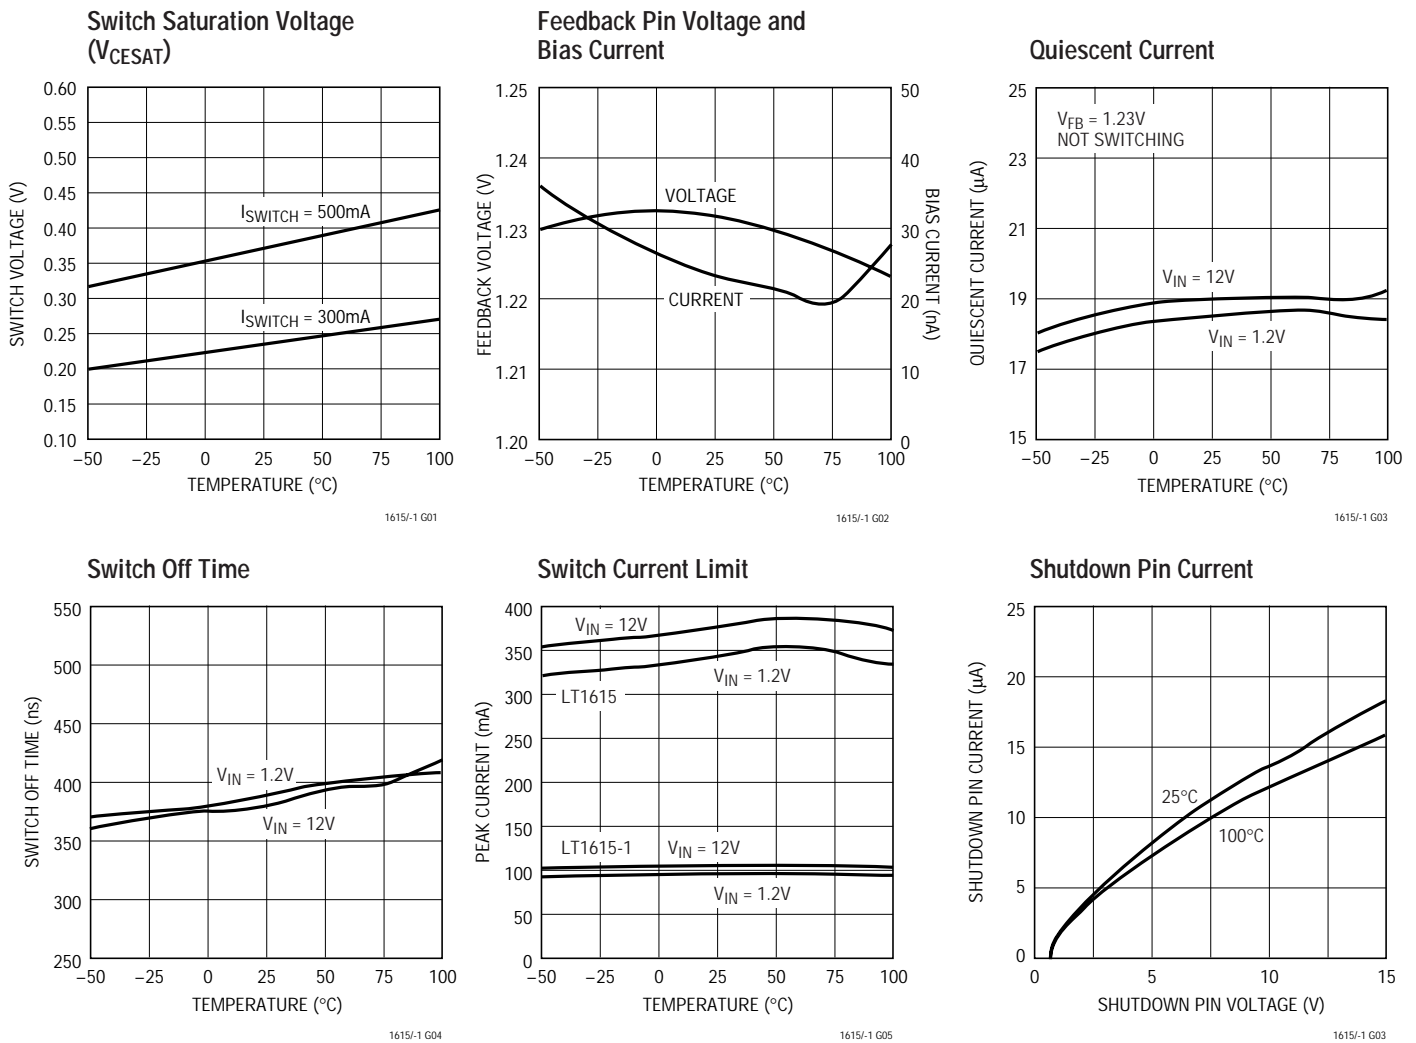 Switch Saturation Voltage
(VCESAT)
0.60
0.55
0.50
0.45
0.40
0.35
0.30
0.25
0.20
0.15
0.10
SWITCH VOLTAGE (V)
ISWITCH = 500mA
ISWITCH = 300mA
–50 –25 0 25 50 75 100
TEMPERATURE (°C)
1615/-1 G01
Feedback Pin Voltage and
Bias Current
1.25
1.24
1.23
1.22
1.21
1.20
FEEDBACK VOLTAGE (V)
VOLTAGE
CURRENT
50
40
30
20
10
0
BIAS CURRENT (nA)
–50 –25 0 25 50 75 100
TEMPERATURE (°C)
1615/-1 G02
Quiescent Current
25
23
21
19
17
15
QUIESCENT CURRENT (µA)
VFB = 1.23V
NOT SWITCHING
VIN = 12V
VIN = 1.2V
–50 –25 0 25 50 75 100
TEMPERATURE (°C)
1615/-1 G03
Switch Off Time
550
500
450
400
350
300
250
SWITCH OFF TIME (ns)
VIN = 1.2V
VIN = 12V
–50 –25 0 25 50 75 100
TEMPERATURE (°C)
1615/-1 G04
Switch Current Limit
400
350
300
250
200
150
100
50
0
PEAK CURRENT (mA)
VIN = 12V
VIN = 1.2V
LT1615
LT1615-1 VIN = 12V
VIN = 1.2V
–50 –25 0 25 50 75 100
TEMPERATURE (°C)
1615/-1 G05
Shutdown Pin Current
25
20
15
10
5
0
SHUTDOWN PIN CURRENT (µA)
25°C
100°C
0 5 10 15
SHUTDOWN PIN VOLTAGE (V)
1615/-1 G03